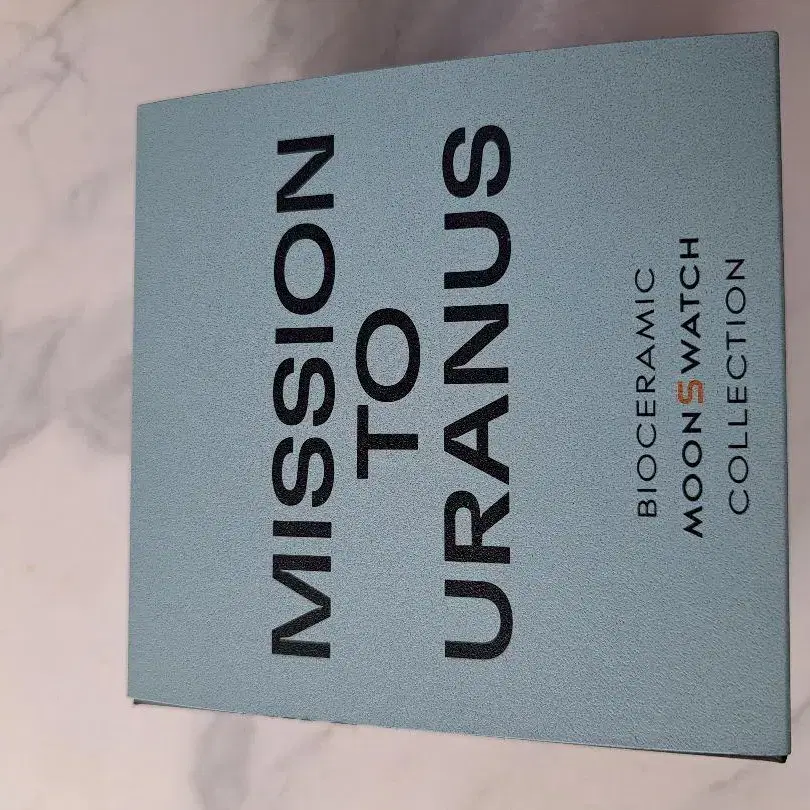 MISSION
TO
URANUS
BIOCERAMIC
MOONSWATCH
COLLECTION